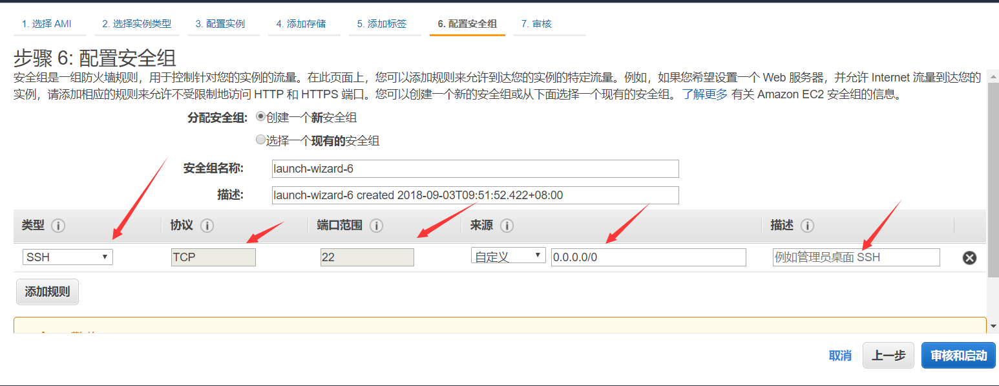 1. 选择 AMI 2. 选择实例类型 3. 配置实例 4. 添加存储 5. 添加标签 6. 配置安全组 7. 审核
步骤 6: 配置安全组
安全组是一组防火墙规则，用于控制针对您的实例的流量。在此页面上，您可以添加规则来允许到达您的实例的特定流量。例如，如果您希望设置一个 Web 服务器，并允许 Internet 流量到达您的
实例，请添加相应的规则来允许不受限制地访问 HTTP 和 HTTPS 端口。您可以创建一个新的安全组或从下面选择一个现有的安全组。 了解更多 有关 Amazon EC2 安全组的信息。
分配安全组: 创建一个新安全组
选择一个现有的安全组
安全组名称: launch-wizard-6
描述: launch-wizard-6 created 2018-09-03T09:51:52.422+08:00
类型 协议 端口范围 来源 描述
SSH TCP 22 自定义 0.0.0.0/0 例如管理员桌面 SSH
添加规则
取消 上一步 审核和启动